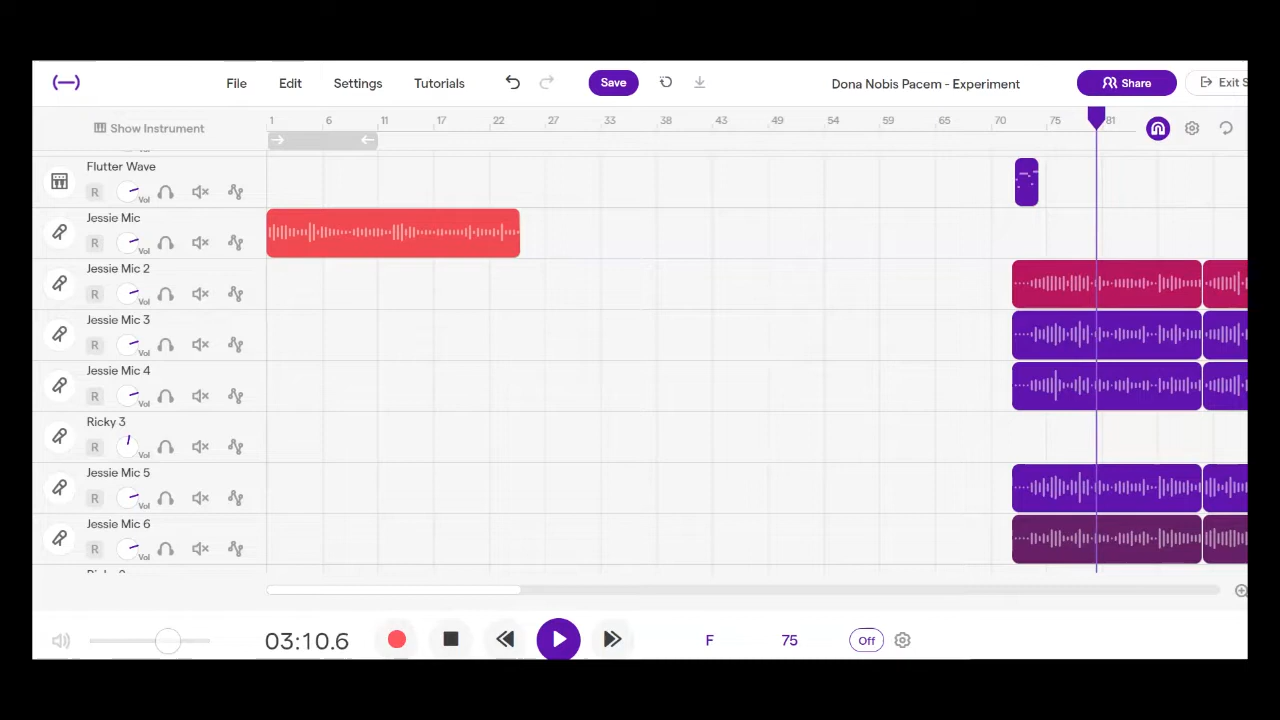 File Edit Settings Tutorials Save Dona Nobis Pacem - Experiment Share Exit
Show Instrument 1 6 11 17 22 27 33 38 43 49 54 59 65 70 75 81
Flutter Wave
R Vol
Jessie Mic
R Vol
Jessie Mic 2
R Vol
Jessie Mic 3
R Vol
Jessie Mic 4
R Vol
Ricky 3
R Vol
Jessie Mic 5
R Vol
Jessie Mic 6
R Vol
03:10.6 F 75 Off